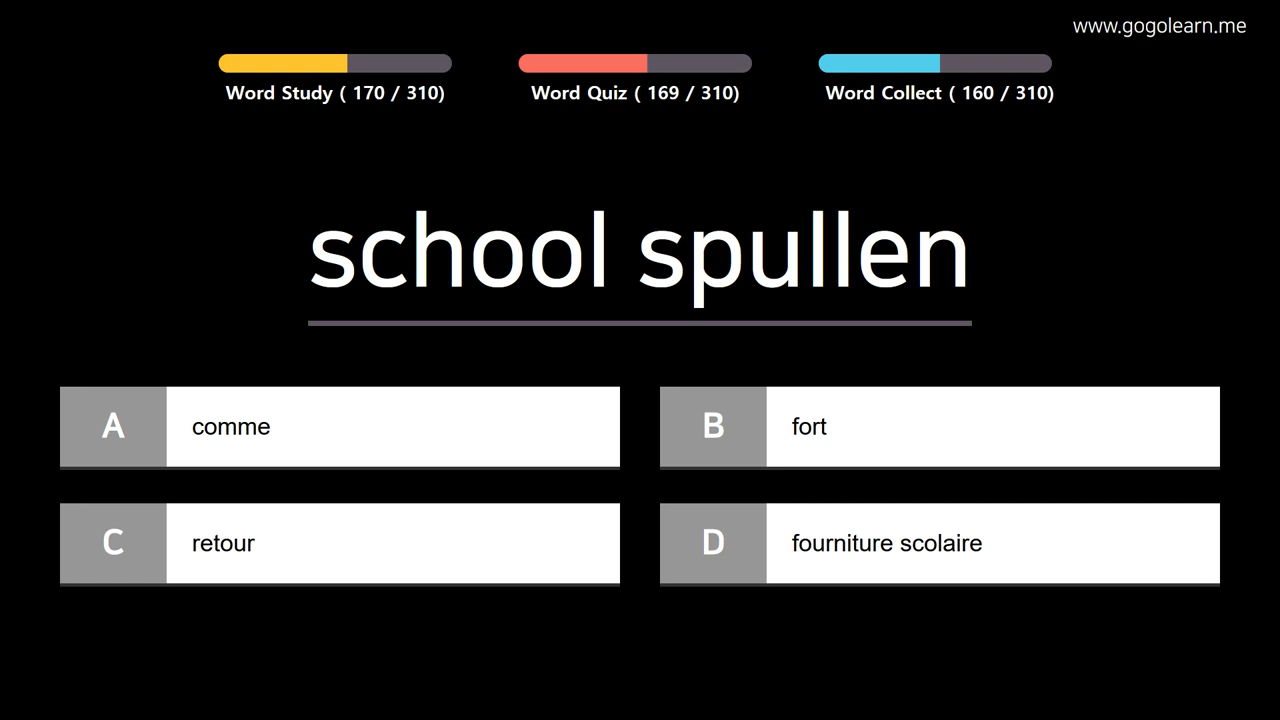 www.gogolearn.me
Word Study ( 170 / 310)
Word Quiz ( 169 / 310)
Word Collect ( 160 / 310)
school spullen
A comme
B fort
C retour
D fourniture scolaire